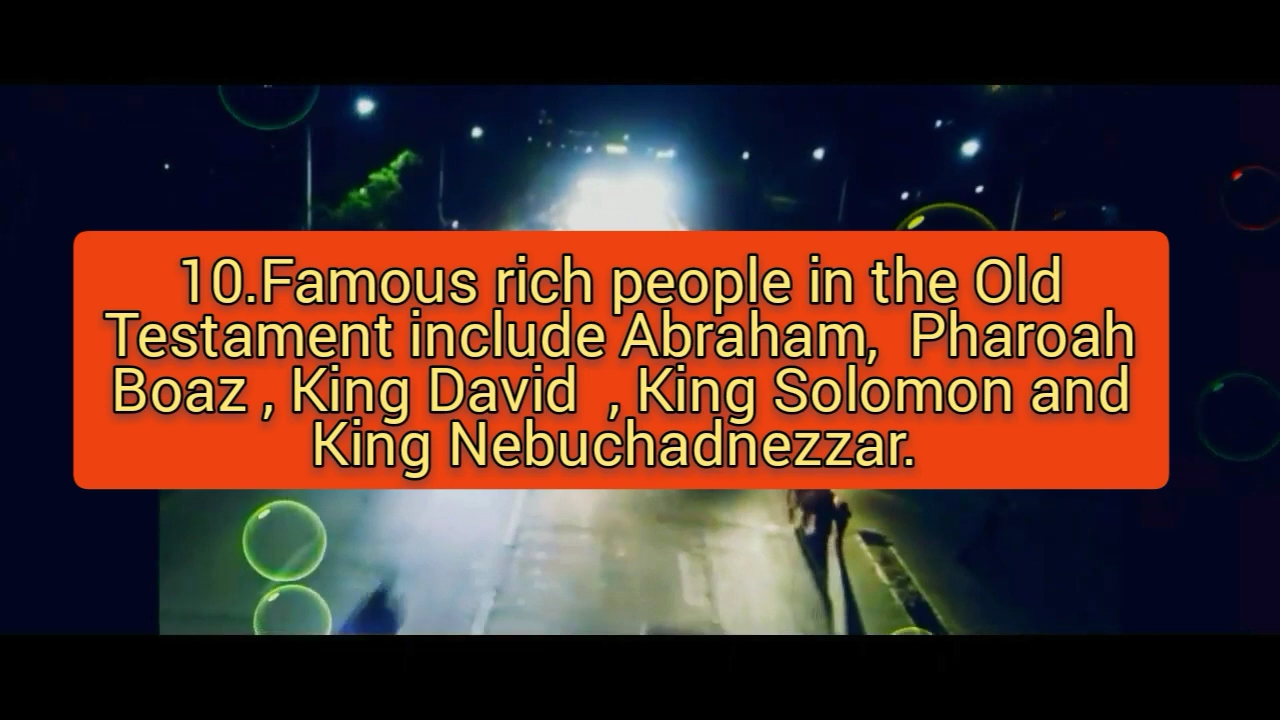 10.Famous rich people in the Old
Testament include Abraham,  Pharoah
Boaz , King David  , King Solomon and
King Nebuchadnezzar.